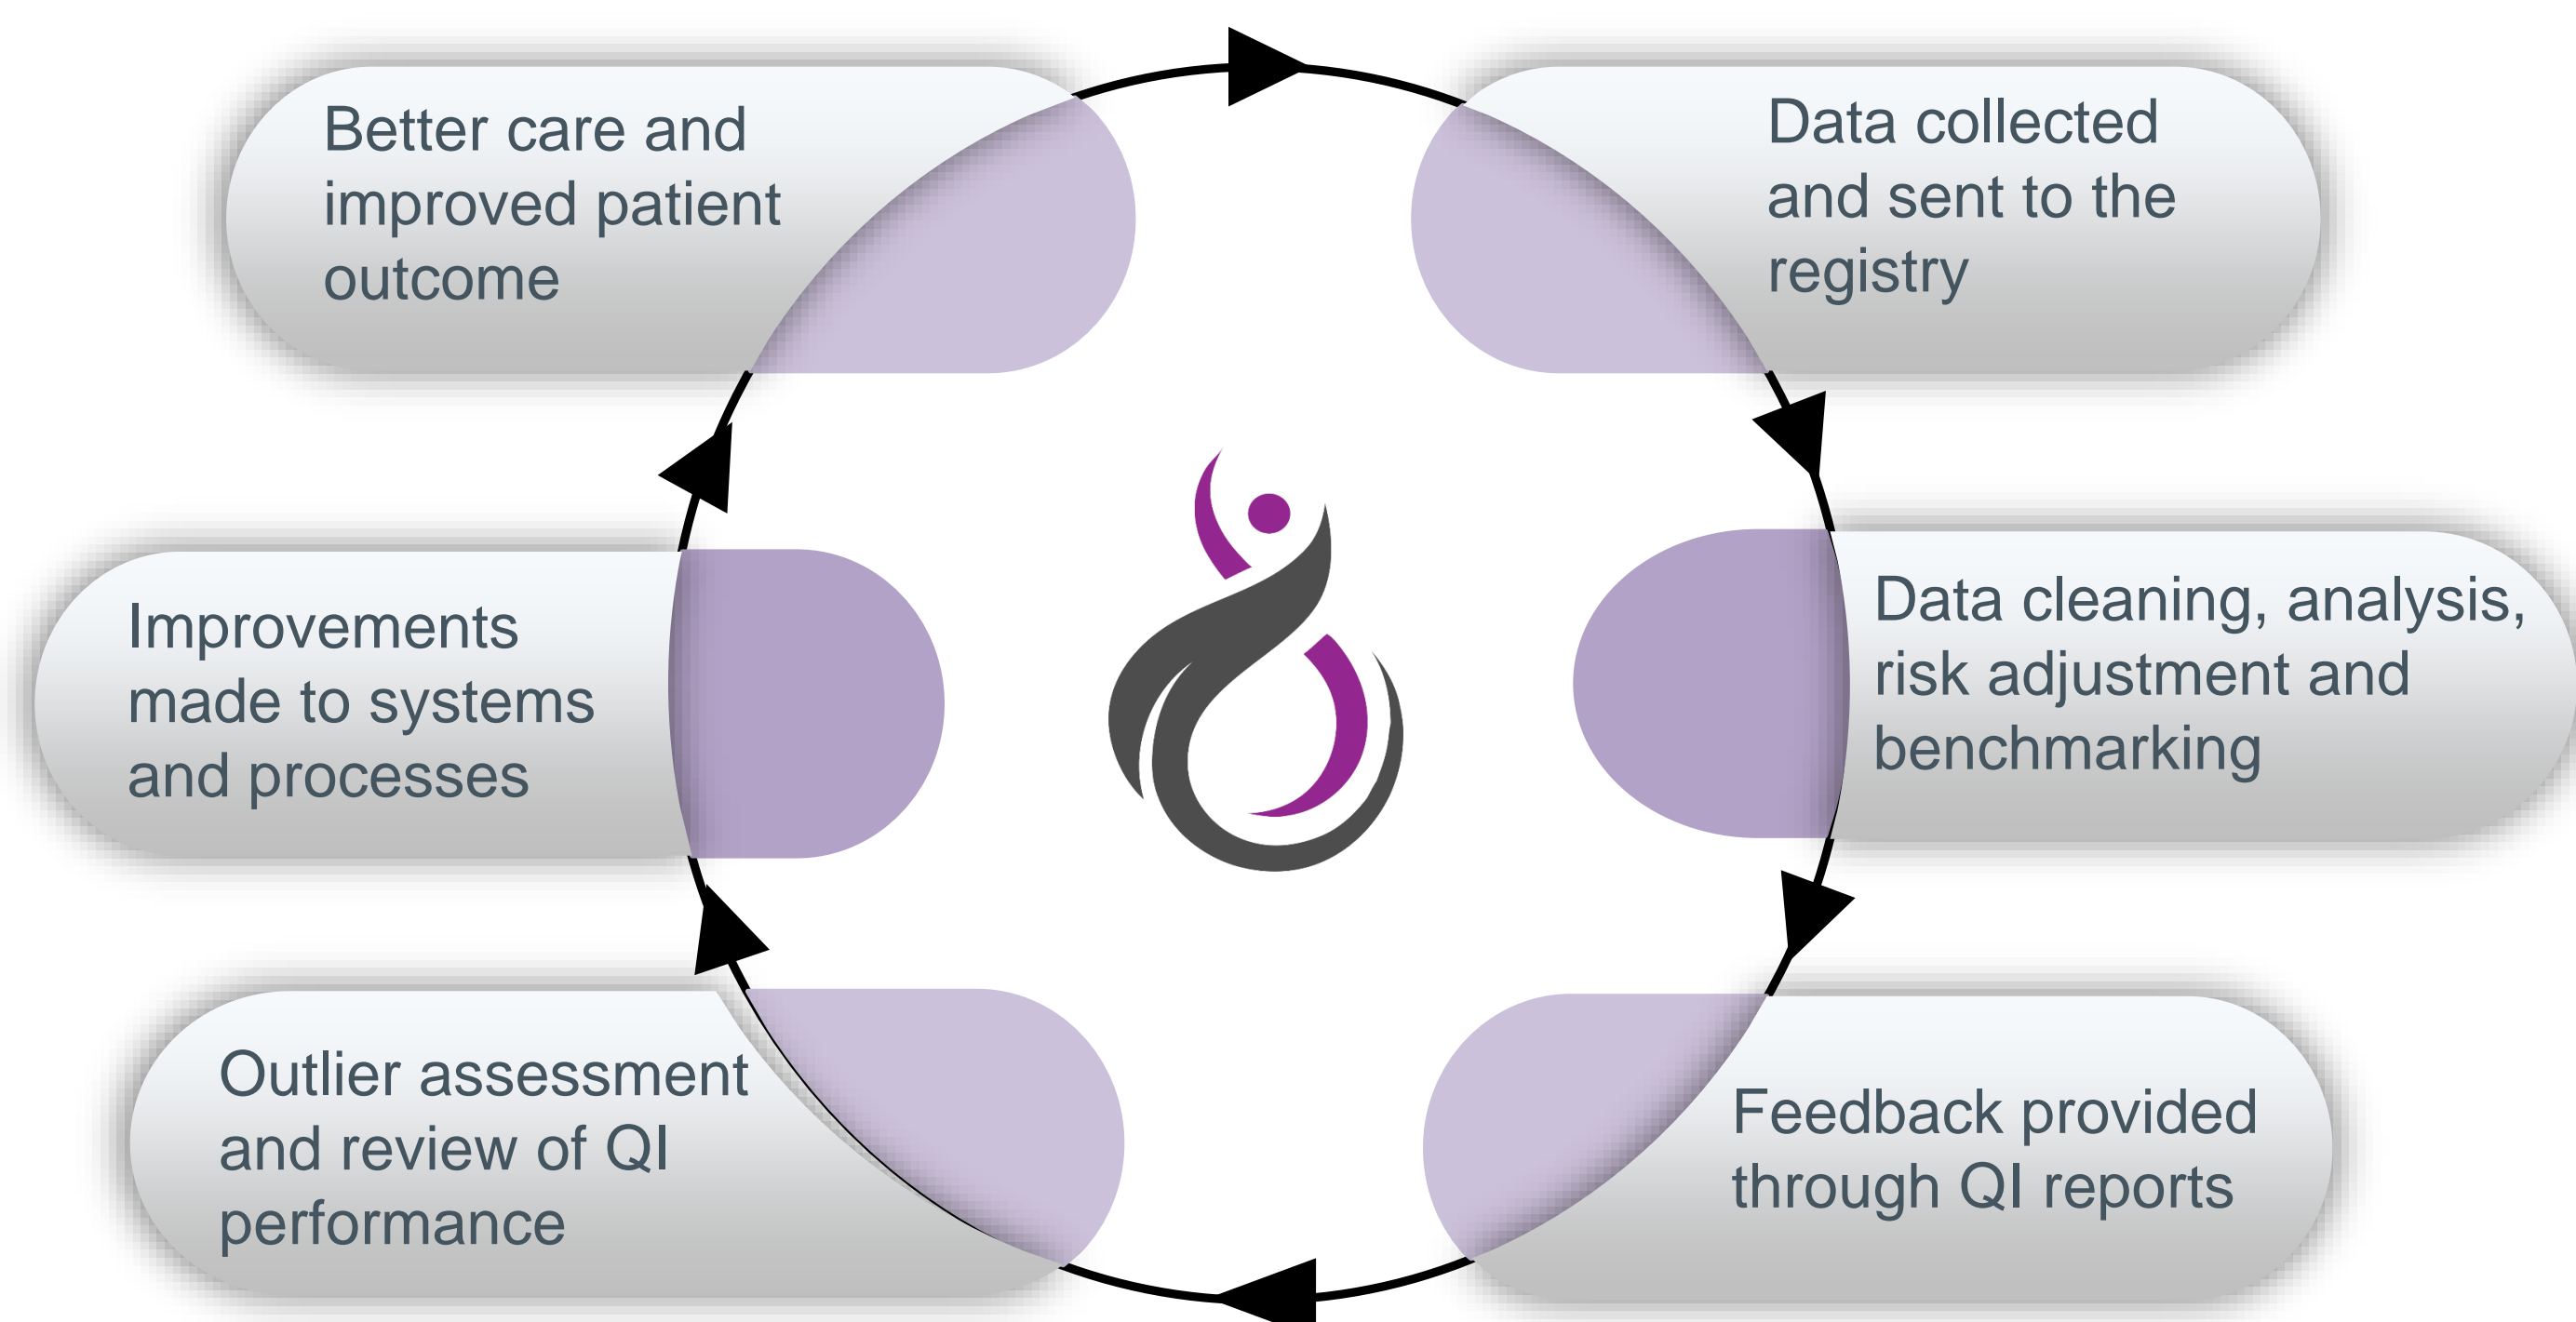 Better care and
improved patient
outcome
Data collected
and sent to the
registry
Data cleaning, analysis,
risk adjustment and
benchmarking
Feedback provided
through QI reports
Outlier assessment
and review of QI
performance
Improvements
made to systems
and processes